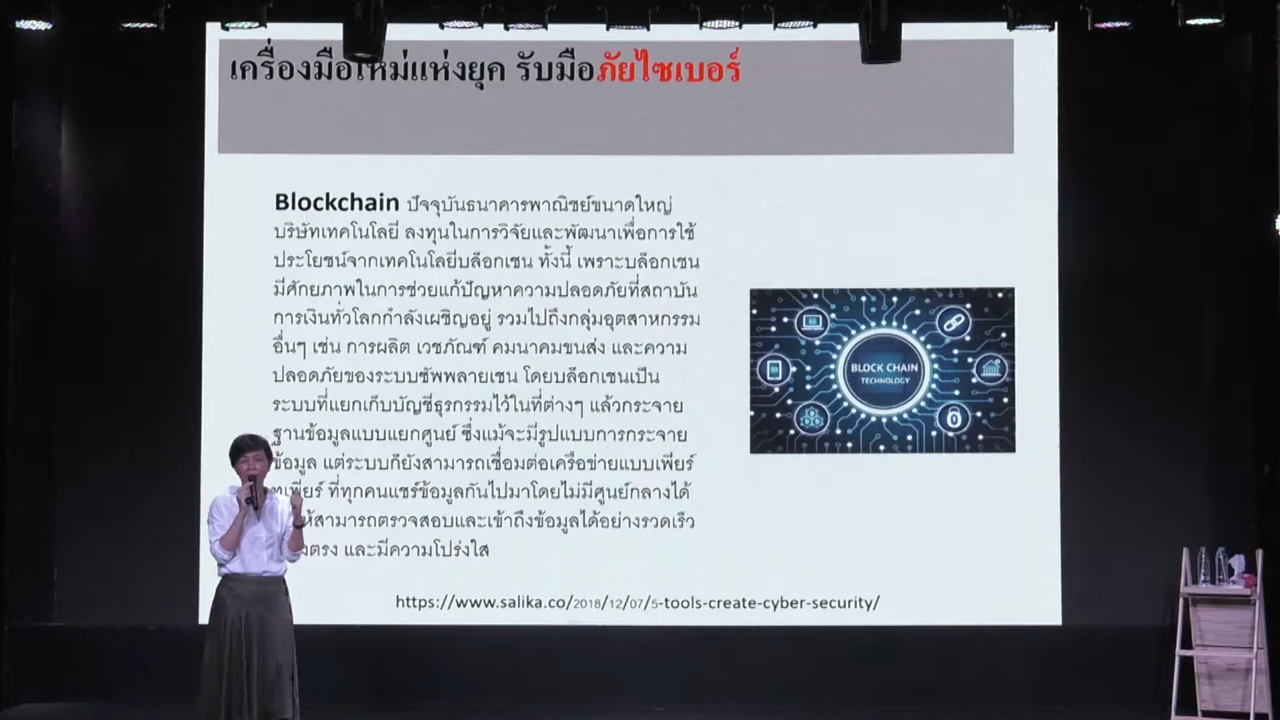 เครื่องมือใหม่แห่งยุค รับมือภัยไซเบอร์
Blockchain ปัจจุบันธนาคารพาณิชย์ขนาดใหญ่
บริษัทเทคโนโลยี ลงทุนในการวิจัยและพัฒนาเพื่อการใช้
ประโยชน์จากเทคโนโลยีบล็อกเชน ทั้งนี้ เพราะบล็อกเชน
มีศักยภาพในการช่วยแก้ปัญหาความปลอดภัยที่สถาบัน
การเงินทั่วโลกกำลังเผชิญอยู่ รวมไปถึงกลุ่มอุตสาหกรรม
อื่นๆ เช่น การผลิต เวชภัณฑ์ คมนาคมขนส่ง และความ
ปลอดภัยของระบบซัพพลายเชน โดยบล็อกเชนเป็น
ระบบที่แยกเก็บบัญชีธุรกรรมไว้ในที่ต่างๆ แล้วกระจาย
ฐานข้อมูลแบบแยกศูนย์ ซึ่งแม้จะมีรูปแบบการกระจาย
ข้อมูล แต่ระบบก็ยังสามารถเชื่อมต่อเครือข่ายแบบเพียร์
ทูเพียร์ ที่ทุกคนแชร์ข้อมูลกันไปมาโดยไม่มีศูนย์กลางได้
ให้สามารถตรวจสอบและเข้าถึงข้อมูลได้อย่างรวดเร็ว
ตรง และมีความโปร่งใส
BLOCK CHAIN
TECHNOLOGY
https://www.salika.co/2018/12/07/5-tools-create-cyber-security/